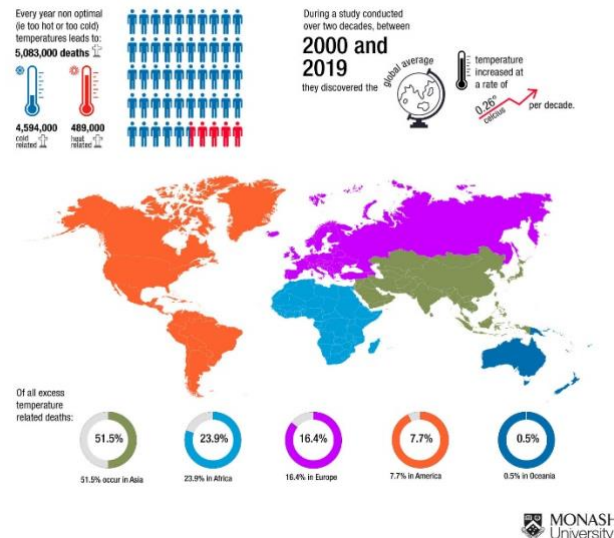 Every year non optimal
(ie too hot or too cold)
temperatures leads to:
5,083,000 deaths
4,594,000
cold
related
489,000
heat
related
During a study conducted
over two decades, between
2000 and
2019
they discovered the
global average
temperature
increased at
a rate of
0.26°
celcius
per decade.
Of all excess
temperature
related deaths:
51.5%
23.9%
16.4%
7.7%
0.5%
51.5% occur in Asia
23.9% in Africa
16.4% in Europe
7.7% in America
0.5% in Oceania
MONASH
University